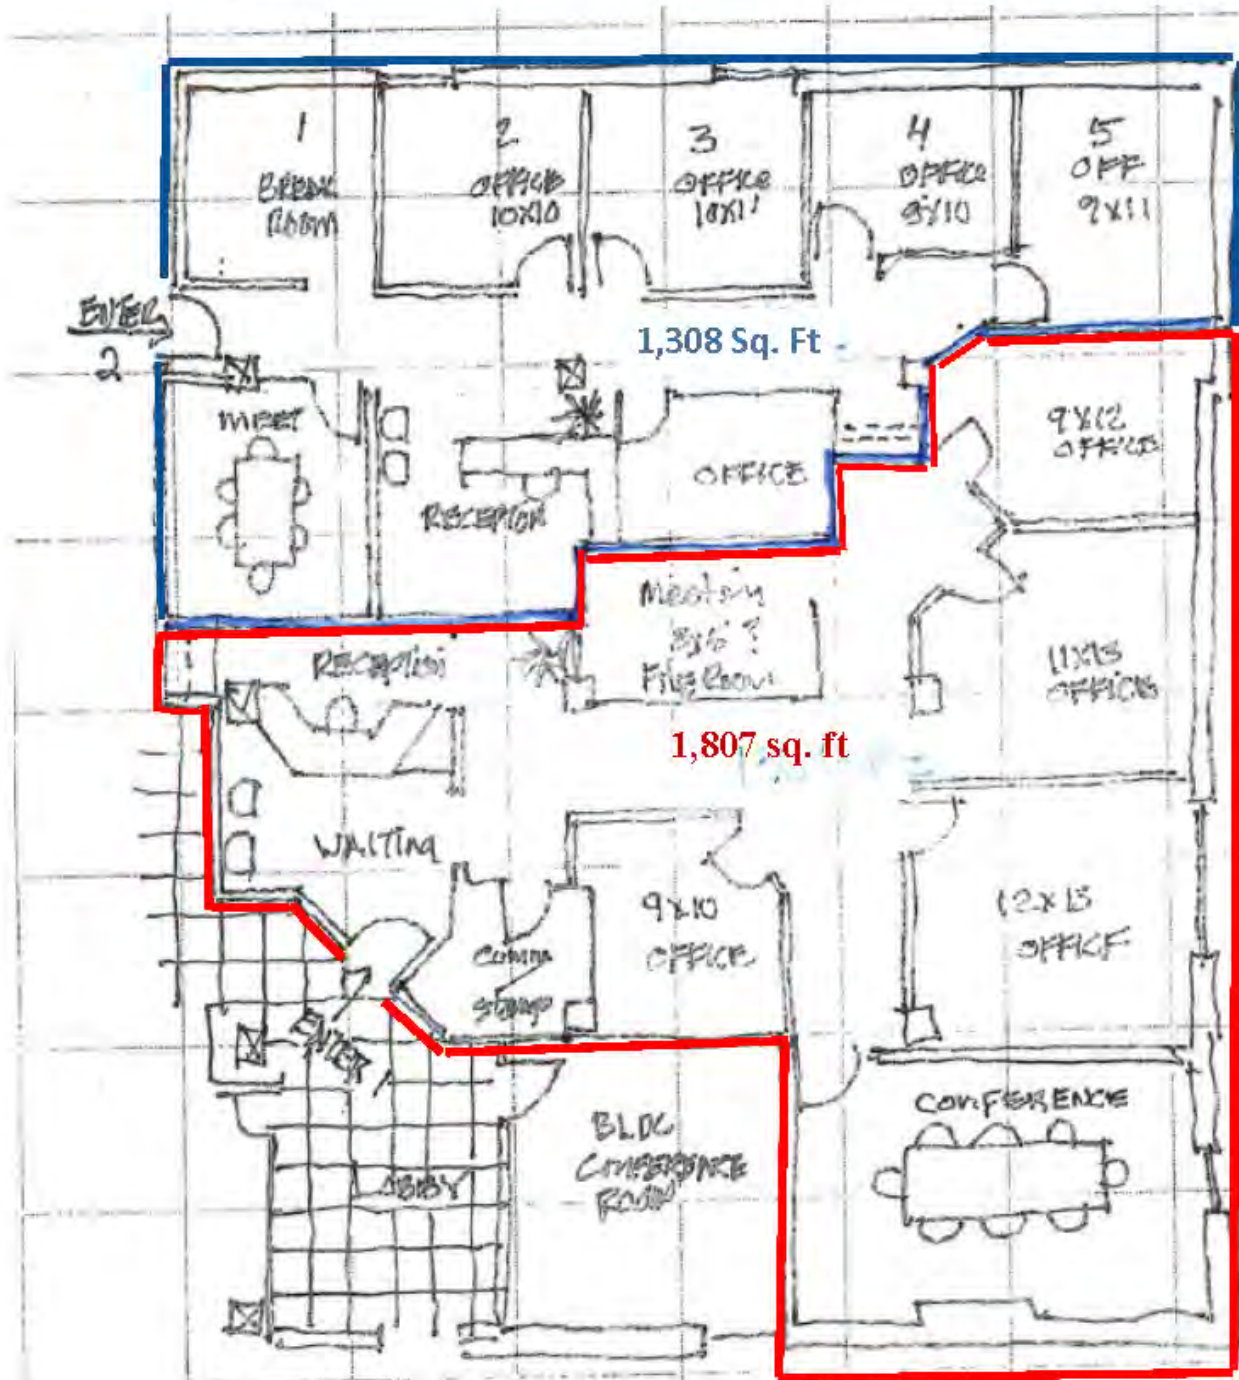 1
BREAK
ROOM
2
OFFICE
10X10
3
OFFICE
10X11
4
OFFICE
9X10
5
OFF
9X11
ENTER
2
1,308 Sq. Ft
MEET
RECEPTION
OFFICE
9X12
OFFICE
RECEPTION
Meeting
8x6 ?
File Room
11X13
OFFICE
1,807 sq. ft
WAITING
9X10
OFFICE
COMM
12X13
OFFICE
ENTER
CONFERENCE
BLDG
CONFERENCE
ROOM
LOBBY